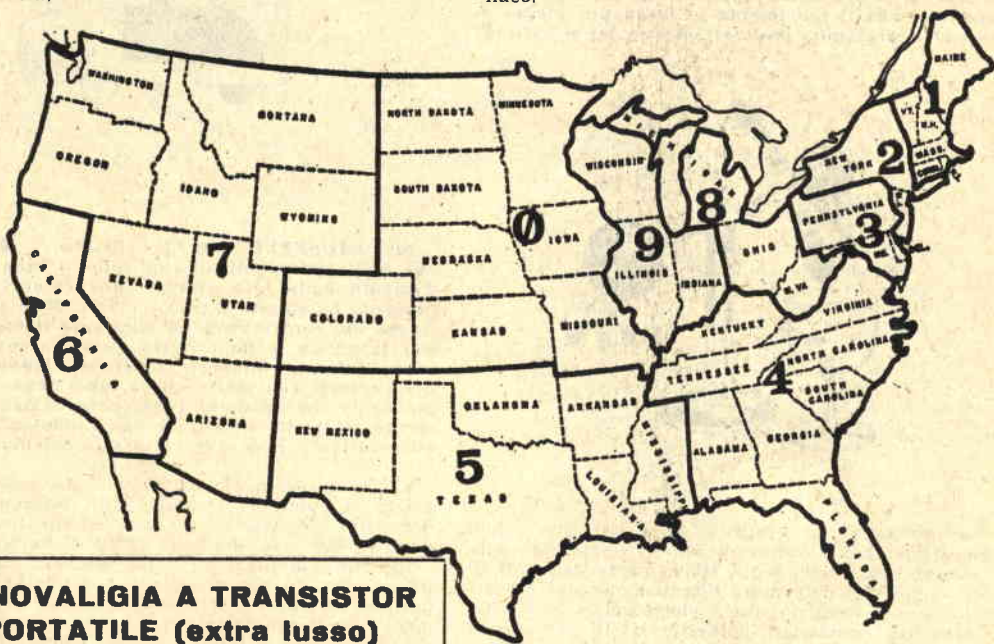 MAINE
WASHINGTON
MONTANA
NORTH DAKOTA
MINNESOTA
1
VT.
N.H.
OREGON
IDAHO
WISCONSIN
MASS.
NEW YORK
2
CONN.
SOUTH DAKOTA
WYOMING
8
PENNSYLVANIA
3
0
IOWA
9
7
NEVADA
UTAH
NEBRASKA
ILLINOIS
INDIANA
OHIO
W. VA
CALIFORNIA
COLORADO
KANSAS
MISSOURI
KENTUCKY
VIRGINIA
6
TENNESSEE
NORTH CAROLINA
4
SOUTH CAROLINA
ARIZONA
NEW MEXICO
OKLAHOMA
ARKANSAS
MISSISSIPPI
ALABAMA
GEORGIA
5
TEXAS
NOVALIGIA A TRANSISTOR
PORTATILE (extra lusso)